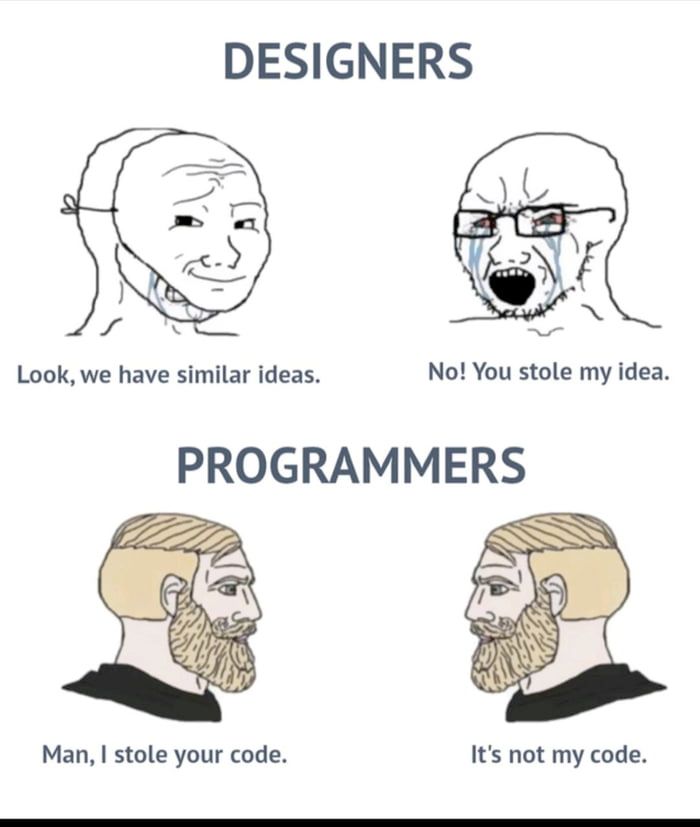 DESIGNERS
Look, we have similar ideas.
No! You stole my idea.
PROGRAMMERS
Man, I stole your code.
It's not my code.